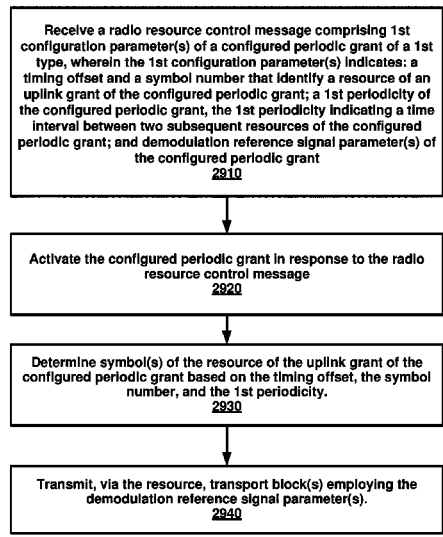 Receive a radio resource control message comprising 1st
configuration parameter(s) of a configured periodic grant of a 1st
type, wherein the 1st configuration parameter(s) indicates: a
timing offset and a symbol number that identify a resource of an
uplink grant of the configured periodic grant; a 1st periodicity of
the configured periodic grant, the 1st periodicity indicating a time
interval between two subsequent resources of the configured
periodic grant; and demodulation reference signal parameter(s) of
the configured periodic grant
2910
Activate the configured periodic grant in response to the radio
resource control message
2920
Determine symbol(s) of the resource of the uplink grant of the
configured periodic grant based on the timing offset, the symbol
number, and the 1st periodicity.
2930
Transmit, via the resource, transport block(s) employing the
demodulation reference signal parameter(s).
2940